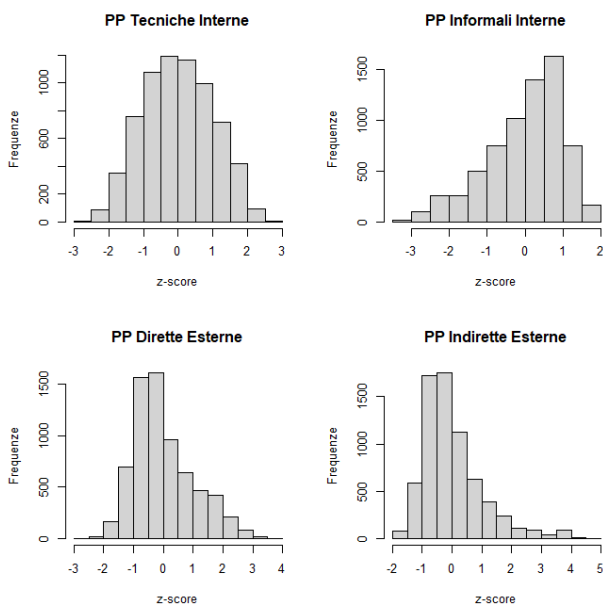 PP Tecniche Interne
Frequenze
200
600
1000
-3 -2 -1 0 1 2 3
z-score
PP Informali Interne
Frequenze
0
500
1000
1500
-3 -2 -1 0 1 2
z-score
PP Dirette Esterne
Frequenze
0
500
1500
-3 -2 -1 0 1 2 3 4
z-score
PP Indirette Esterne
Frequenze
0
500
1500
-2 -1 0 1 2 3 4 5
z-score